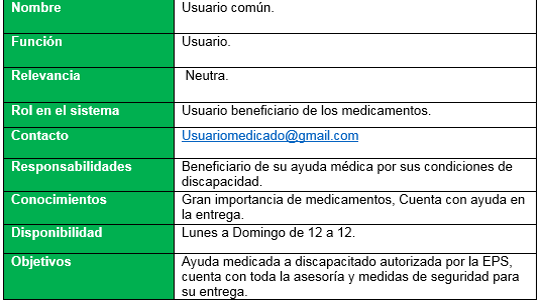 Nombre Usuario común.
Función Usuario.
Relevancia Neutra.
Rol en el sistema Usuario beneficiario de los medicamentos.
Contacto Usuariomedicado@gmail.com
Responsabilidades Beneficiario de su ayuda médica por sus condiciones de
discapacidad.
Conocimientos Gran importancia de medicamentos, Cuenta con ayuda en
la entrega.
Disponibilidad Lunes a Domingo de 12 a 12.
Objetivos Ayuda medicada a discapacitado autorizada por la EPS,
cuenta con toda la asesoría y medidas de seguridad para
su entrega.